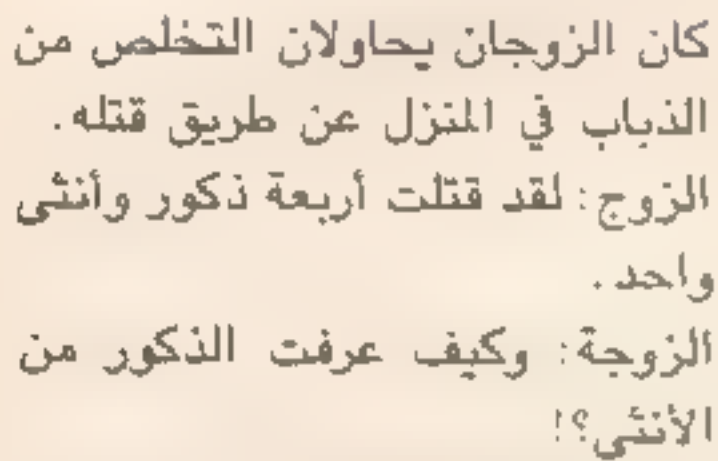 كان الزوجان يحاولان التخلص من
الذباب في المنزل عن طريق قتله.
الزوج: لقد قتلت أربعة ذكور وأنثى
واحد.
الزوجة: وكيف عرفت الذكور من
الأنثى؟!